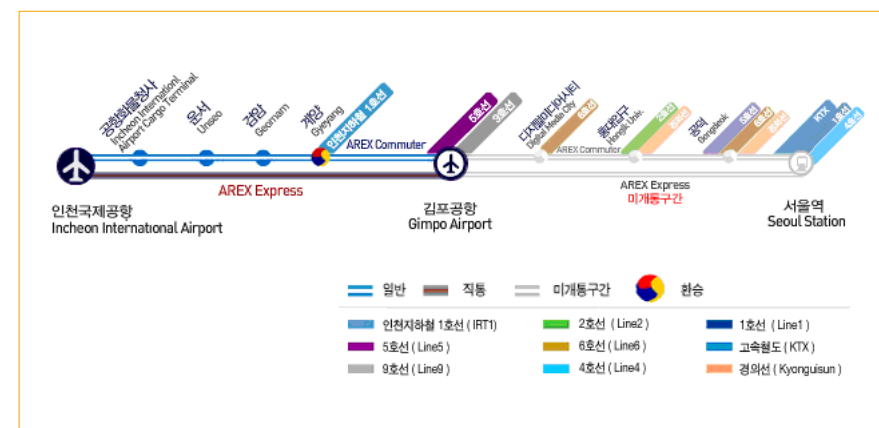 공항화물청사
Incheon Internationl
Airport Cargo Terminal
운서
Unseo
검암
Geomam
계양
Gyeyang
인천지하철 1호선
5호선
9호선
디지털미디어시티
Digital Media City
6호선
홍대입구
Hongik Univ.
2호선
경의선
공덕
Gongdeok
5호선
6호선
경의선
KTX
1호선
4호선
AREX Commuter
AREX Commuter
AREX Express
AREX Express
미개통구간
인천국제공항
Incheon International Airport
김포공항
Gimpo Airport
서울역
Seoul Station
일반
직통
미개통구간
환승
인천지하철 1호선 (IRT1)
2호선 ( Line2 )
1호선 ( Line1 )
5호선 ( Line5 )
6호선 ( Line6 )
고속철도 ( KTX )
9호선 ( Line9 )
4호선 ( Line4 )
경의선 ( Kyonguisun )